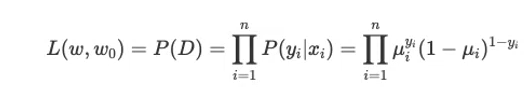 $L(w, w_0) = P(D) = \prod_{i=1}^{n} P(y_i|x_i) = \prod_{i=1}^{n} \mu_i^{y_i}(1 - \mu_i)^{1-y_i}$